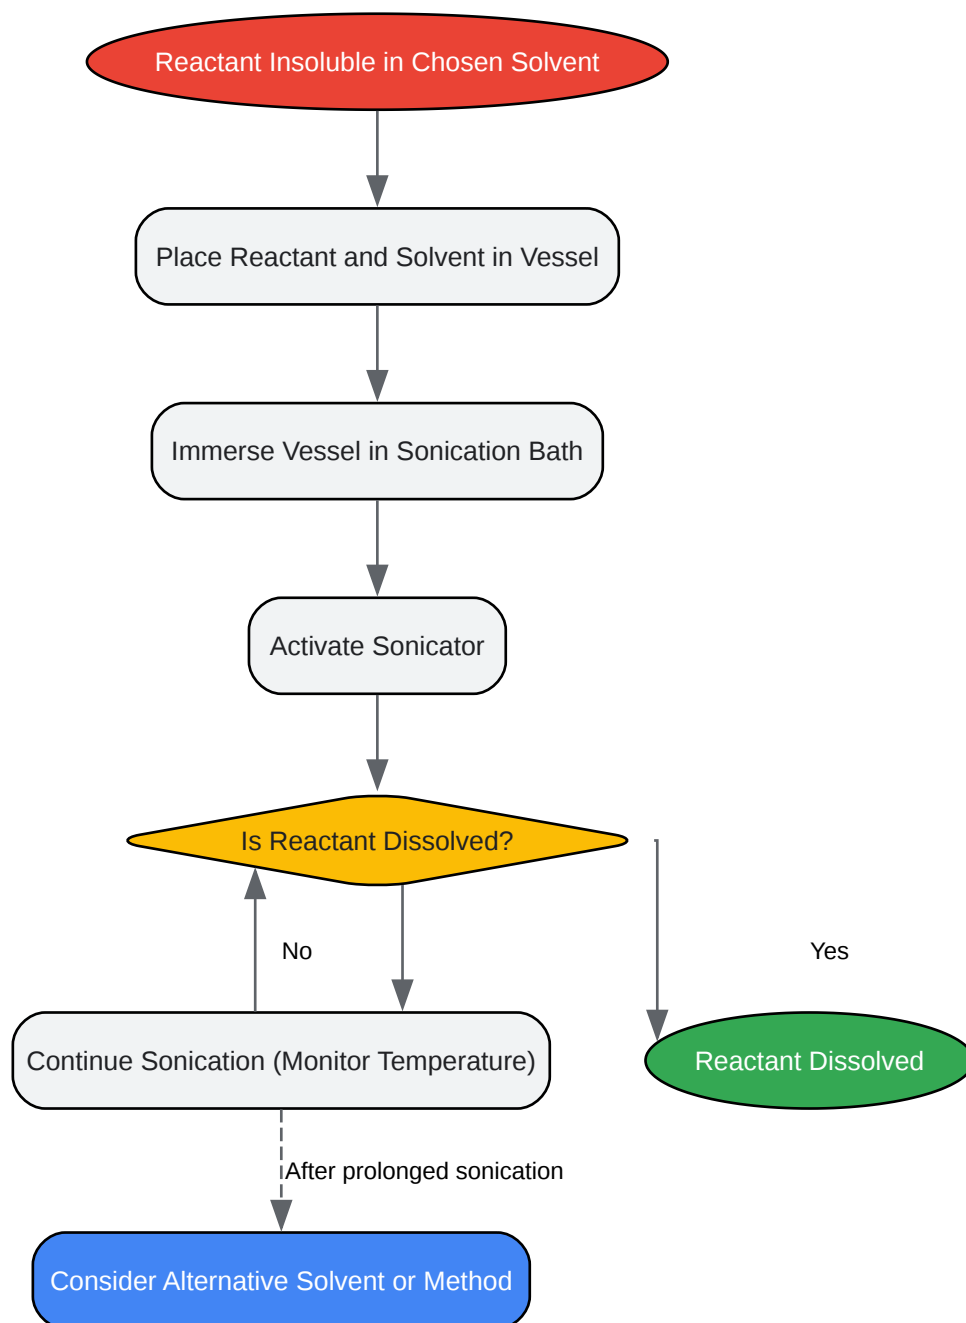 Reactant Insoluble in Chosen Solvent
Place Reactant and Solvent in Vessel
Immerse Vessel in Sonication Bath
Activate Sonicator
Is Reactant Dissolved?
No
Yes
Continue Sonication (Monitor Temperature)
Reactant Dissolved
After prolonged sonication
Consider Alternative Solvent or Method